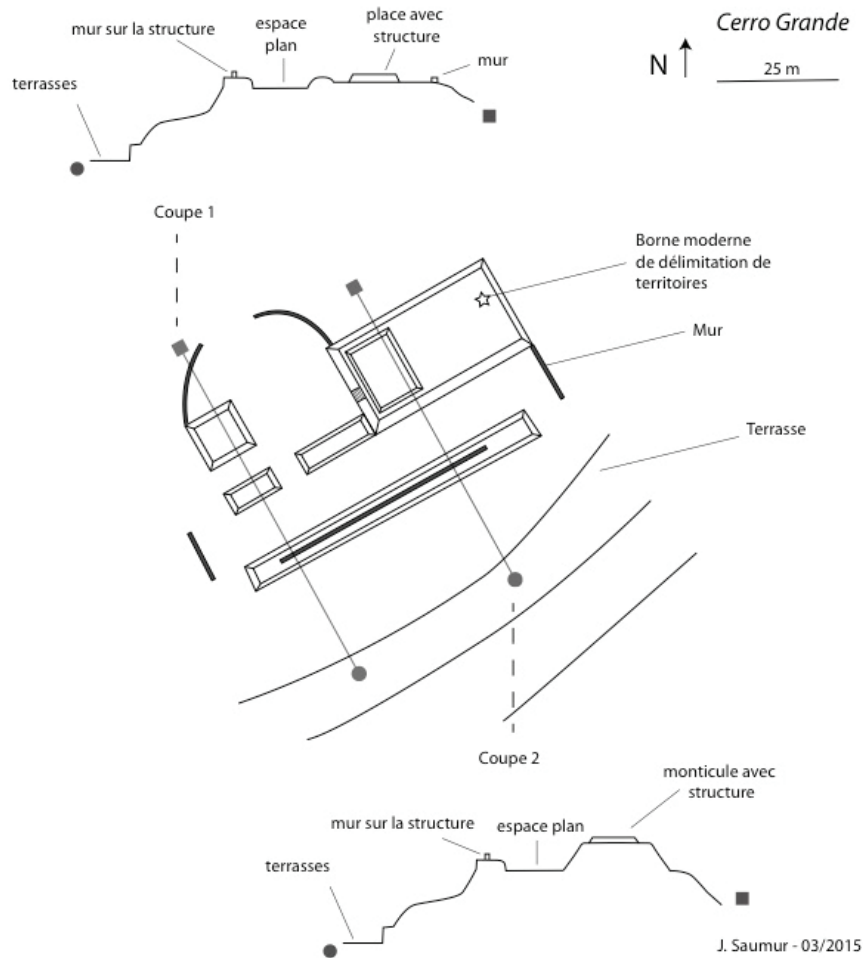 Cerro Grande
N
25 m
mur sur la structure
espace
plan
place avec
structure
mur
terrasses
Coupe 1
Borne moderne
de délimitation de
territoires
Mur
Terrasse
Coupe 2
monticule avec
structure
mur sur la structure
espace plan
terrasses
J. Saumur - 03/2015